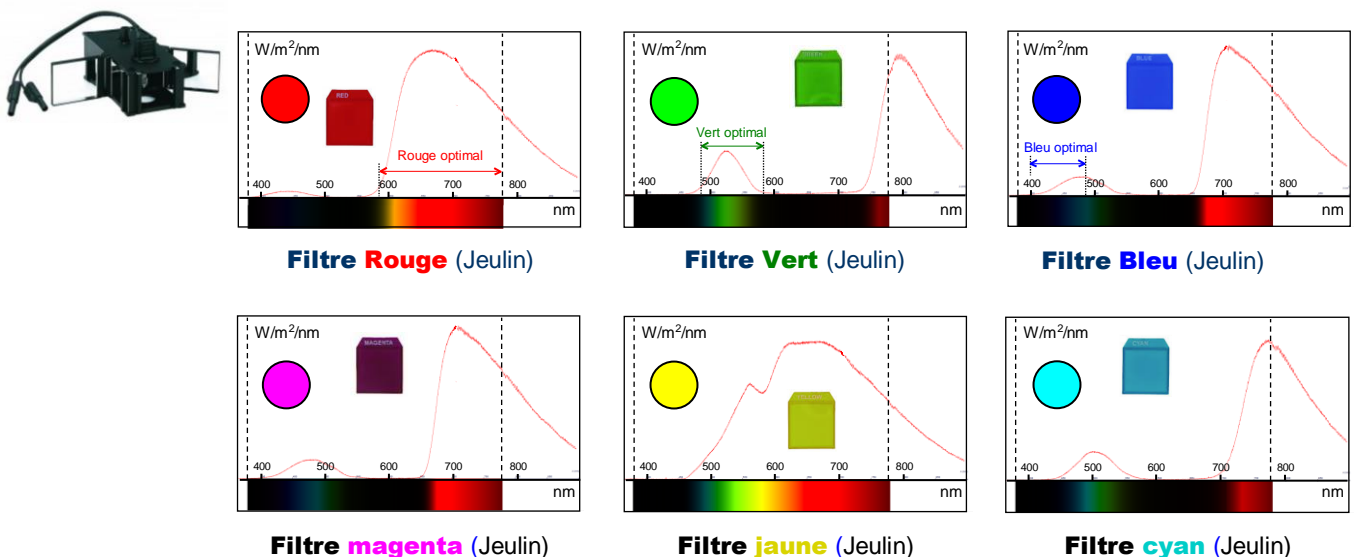 W/m²/nm
RED
Rouge optimal
400 500 600 700 800
nm
Filtre Rouge (Jeulin)
W/m²/nm
GREEN
Vert optimal
400 500 600 700 800
nm
Filtre Vert (Jeulin)
W/m²/nm
BLUE
Bleu optimal
400 500 600 700 800
nm
Filtre Bleu (Jeulin)
W/m²/nm
MAGENTA
400 500 600 700 800
nm
Filtre magenta (Jeulin)
W/m²/nm
YELLOW
400 500 600 700 800
nm
Filtre jaune (Jeulin)
W/m²/nm
CYAN
400 500 600 700 800
nm
Filtre cyan (Jeulin)